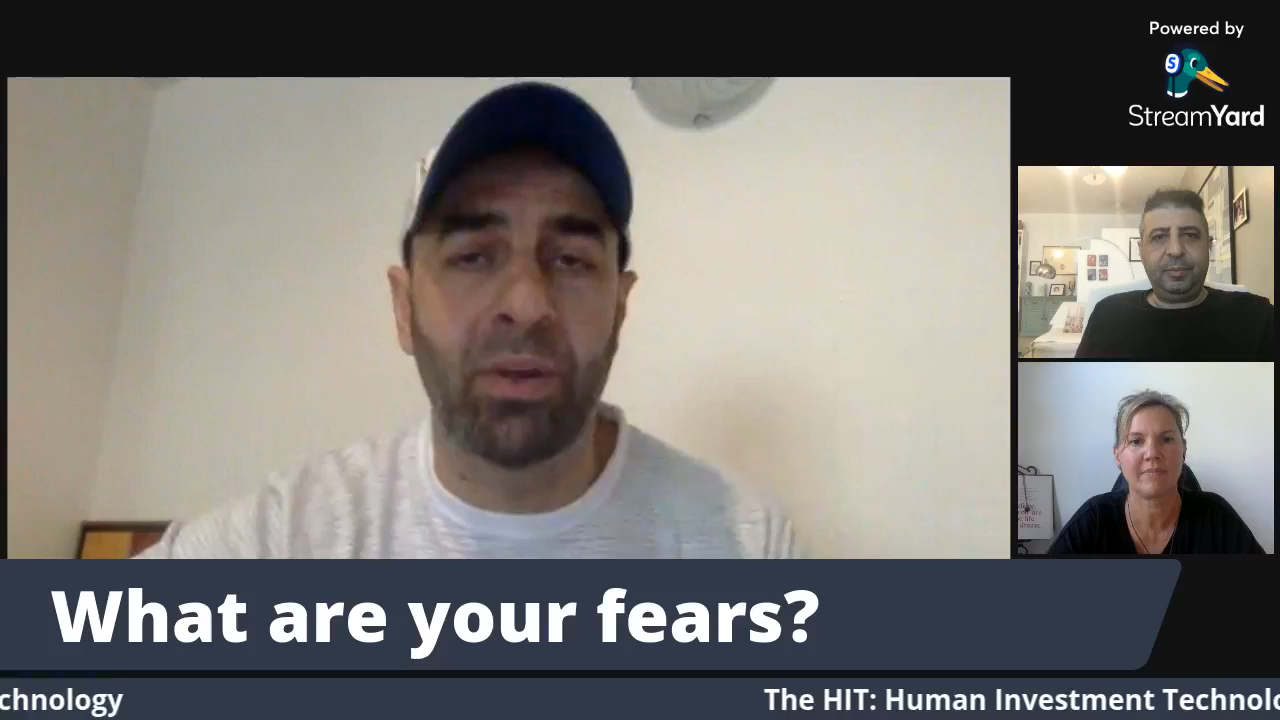 Powered by
StreamYard
What are your fears?
chnology
The HIT: Human Investment Technolo